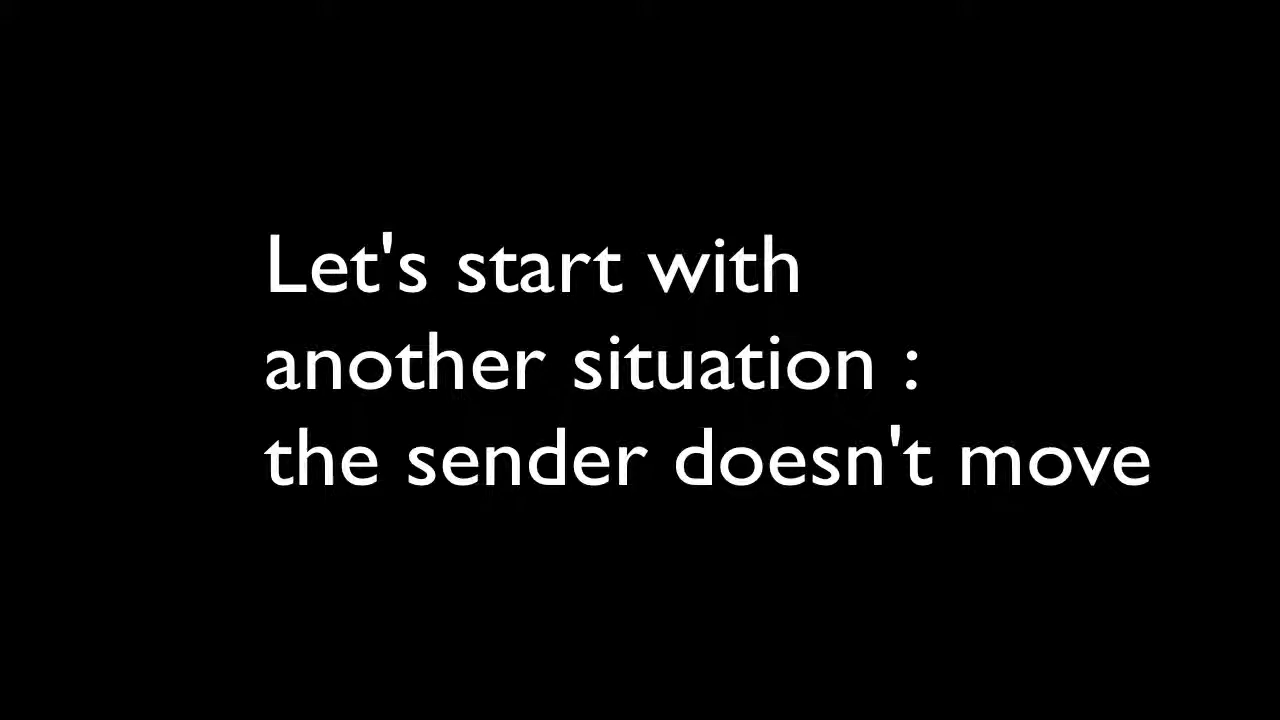 Let's start with
another situation :
the sender doesn't move